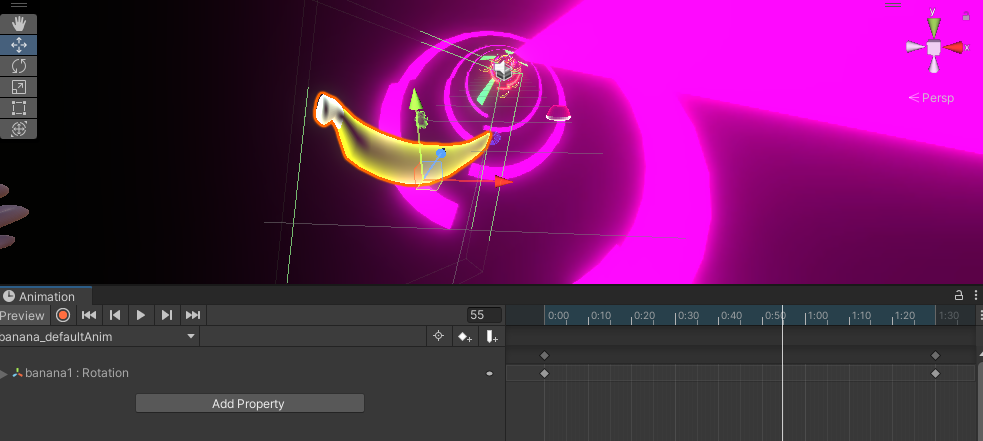 y
x
Persp
Animation
Preview
55
0:00 0:10 0:20 0:30 0:40 0:50 1:00 1:10 1:20 1:30
banana_defaultAnim
banana1 : Rotation
Add Property